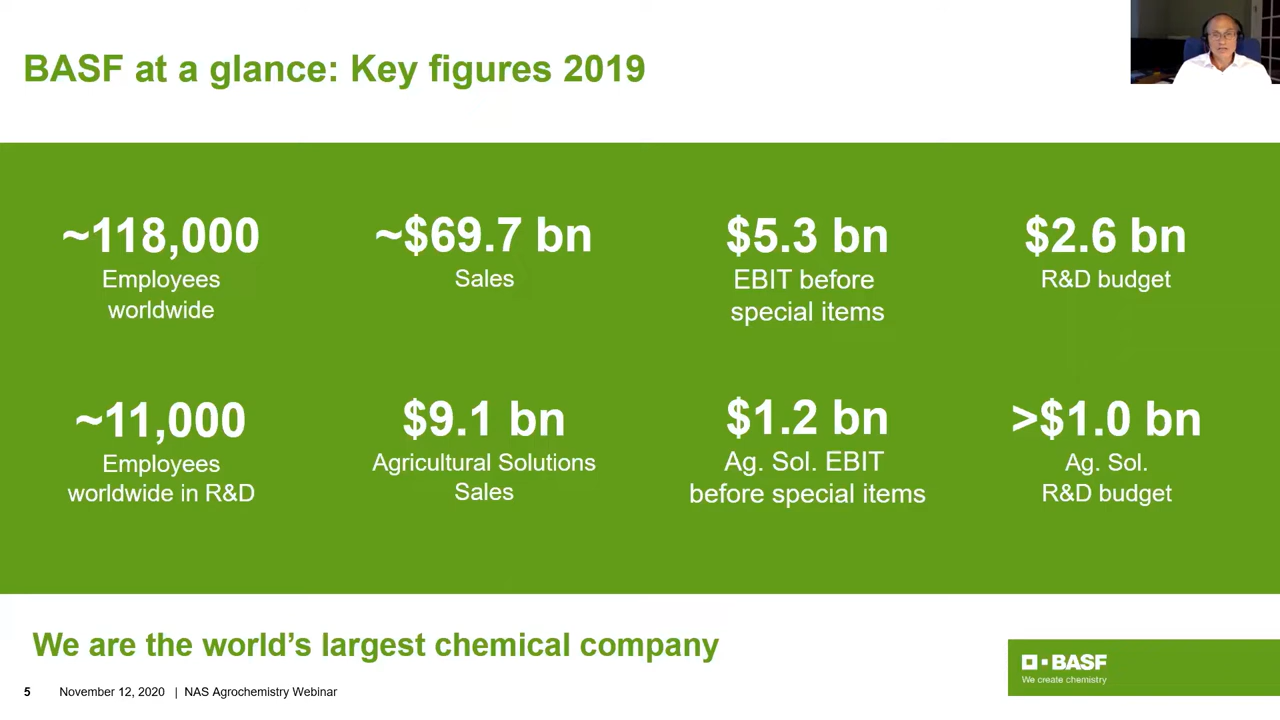 BASF at a glance: Key figures 2019
~118,000
Employees
worldwide
~$69.7 bn
Sales
$5.3 bn
EBIT before
special items
$2.6 bn
R&D budget
~11,000
Employees
worldwide in R&D
$9.1 bn
Agricultural Solutions
Sales
$1.2 bn
Ag. Sol. EBIT
before special items
>$1.0 bn
Ag. Sol.
R&D budget
We are the world's largest chemical company
BASF
We create chemistry
5 November 12, 2020 | NAS Agrochemistry Webinar